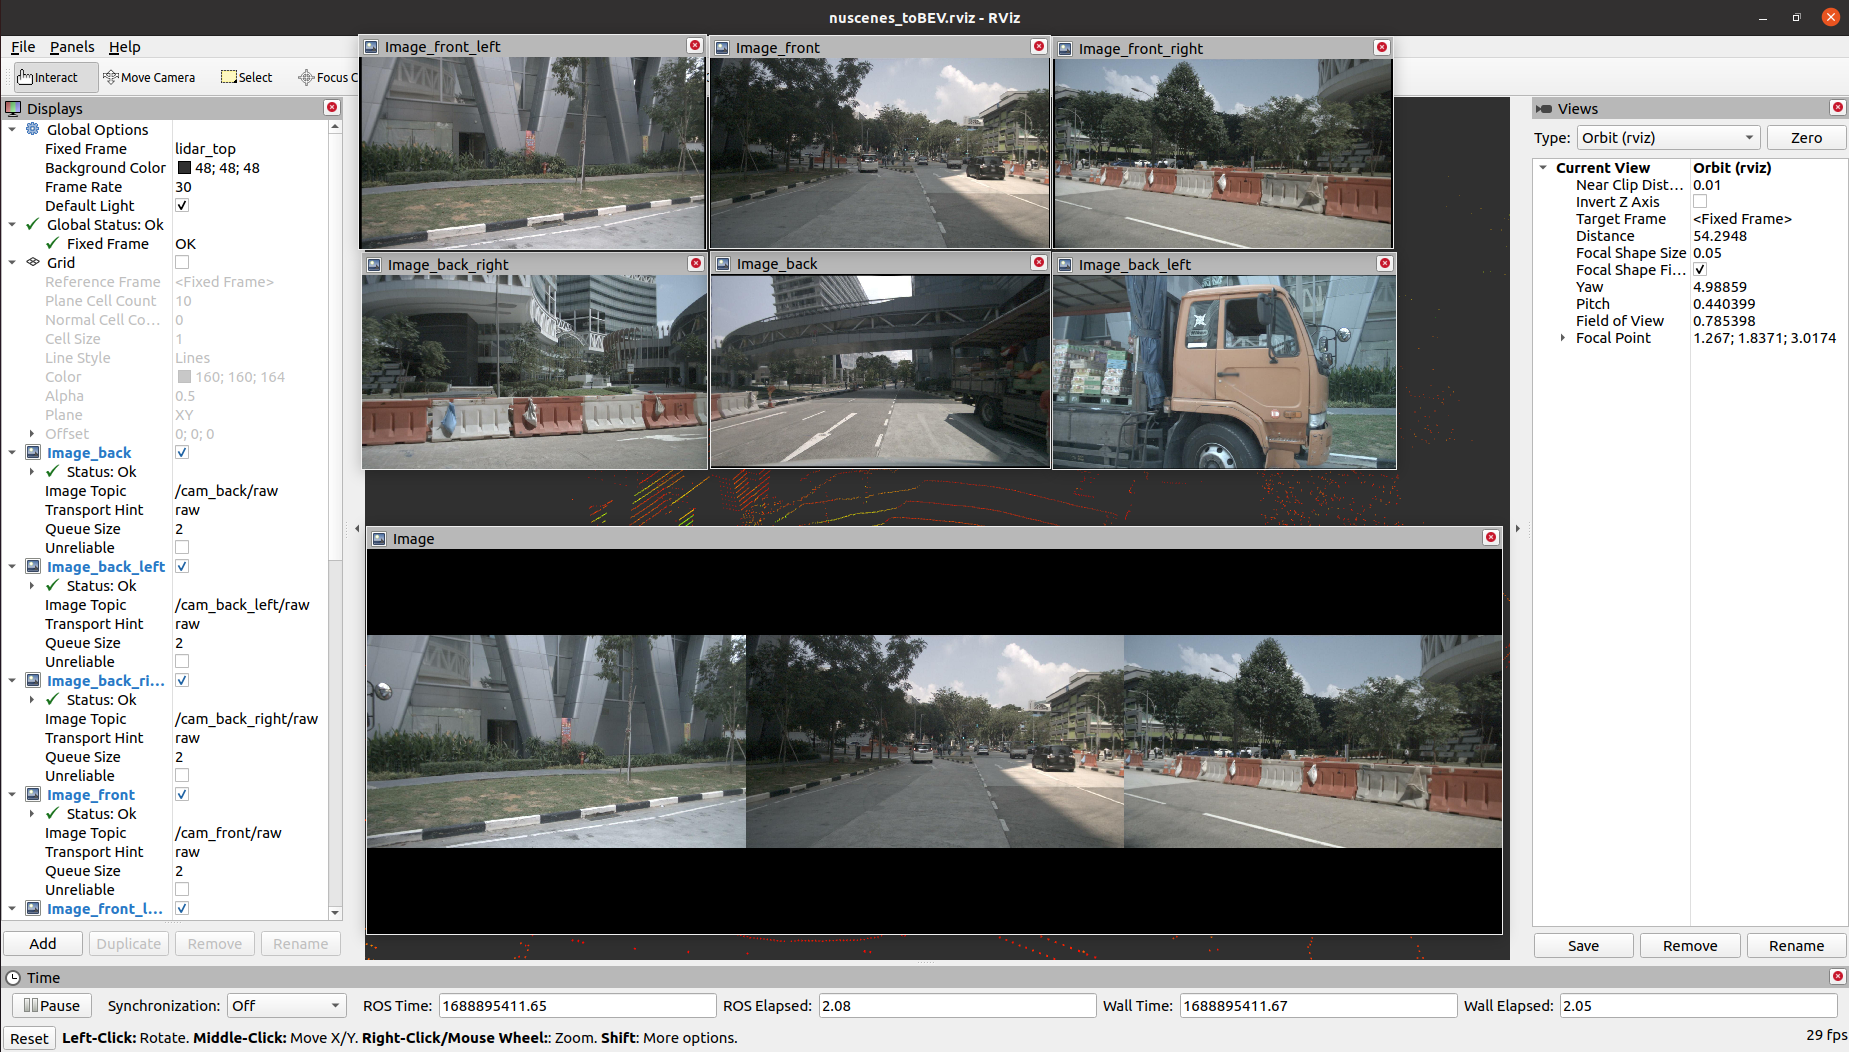 nuscenes_toBEV.rviz - RViz
File Panels Help
Interact Move Camera Select Focus C
Displays
Global Options
Fixed Frame lidar_top
Background Color 48; 48; 48
Frame Rate 30
Default Light
Global Status: Ok
Fixed Frame OK
Grid
Reference Frame <Fixed Frame>
Plane Cell Count 10
Normal Cell Co... 0
Cell Size 1
Line Style Lines
Color 160; 160; 164
Alpha 0.5
Plane XY
Offset 0; 0; 0
Image_back
Status: Ok
Image Topic /cam_back/raw
Transport Hint raw
Queue Size 2
Unreliable
Image_back_left
Status: Ok
Image Topic /cam_back_left/raw
Transport Hint raw
Queue Size 2
Unreliable
Image_back_ri...
Status: Ok
Image Topic /cam_back_right/raw
Transport Hint raw
Queue Size 2
Unreliable
Image_front
Status: Ok
Image Topic /cam_front/raw
Transport Hint raw
Queue Size 2
Unreliable
Image_front_l...
Add Duplicate Remove Rename
Image_front_left
Image_front
Image_front_right
Image_back_right
Image_back
Image_back_left
Image
Views
Type: Orbit (rviz) Zero
Current View Orbit (rviz)
Near Clip Dist... 0.01
Invert Z Axis
Target Frame <Fixed Frame>
Distance 54.2948
Focal Shape Size 0.05
Focal Shape Fi...
Yaw 4.98859
Pitch 0.440399
Field of View 0.785398
Focal Point 1.267; 1.8371; 3.0174
Save Remove Rename
Time
Pause Synchronization: Off ROS Time: 1688895411.65 ROS Elapsed: 2.08 Wall Time: 1688895411.67 Wall Elapsed: 2.05
Reset Left-Click: Rotate. Middle-Click: Move X/Y. Right-Click/Mouse Wheel:: Zoom. Shift: More options. 29 fps